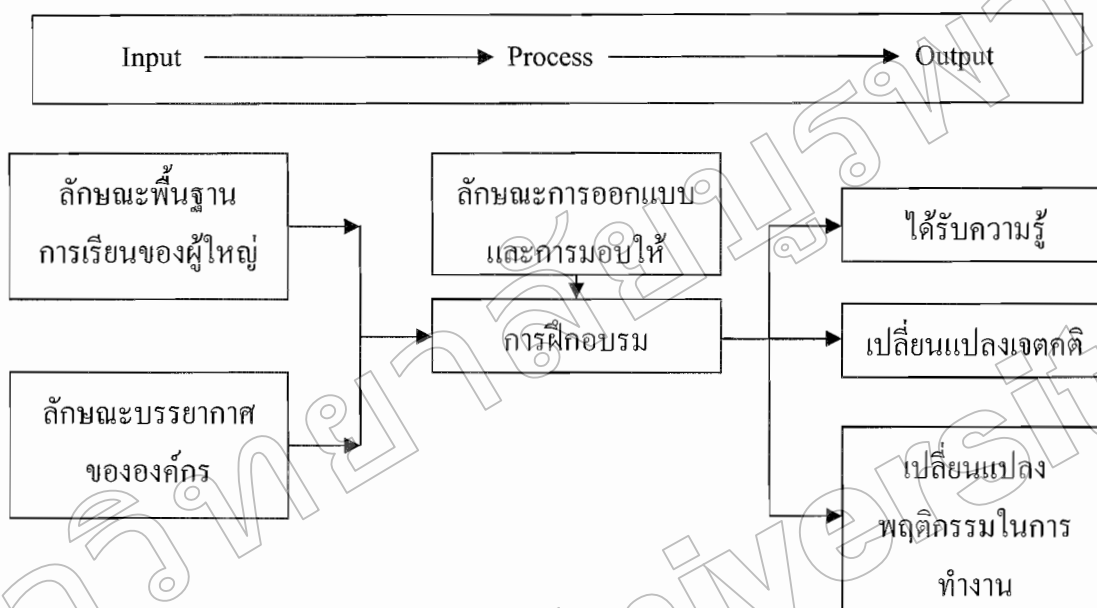 Input Process Output
ลักษณะพื้นฐาน
การเรียนของผู้ใหญ่
ลักษณะบรรยากาศ
ขององค์กร
ลักษณะการออกแบบ
และการมอบให้
การฝึกอบรม
ได้รับความรู้
เปลี่ยนแปลงเจตคติ
เปลี่ยนแปลง
พฤติกรรมในการ
ทำงาน